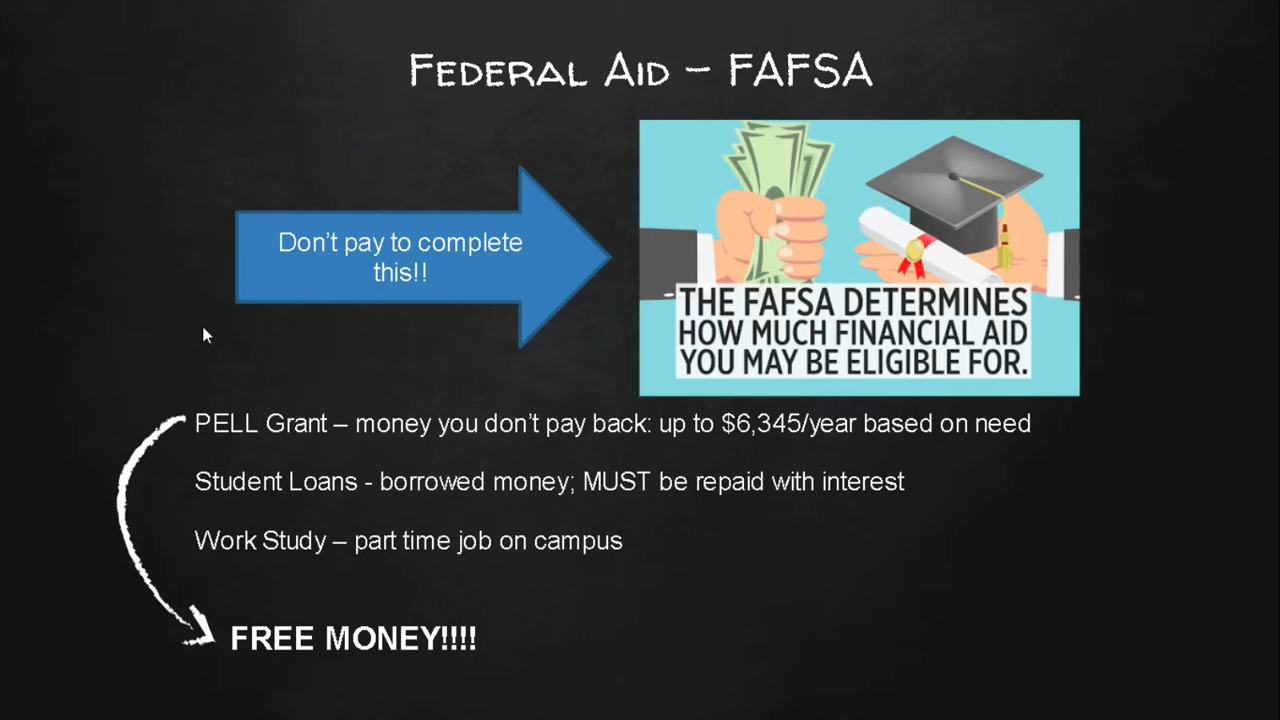 Federal Aid – FAFSA
Don't pay to complete
this!!
THE FAFSA DETERMINES
HOW MUCH FINANCIAL AID
YOU MAY BE ELIGIBLE FOR.
PELL Grant – money you don't pay back: up to $6,345/year based on need
Student Loans - borrowed money; MUST be repaid with interest
Work Study – part time job on campus
FREE MONEY!!!!